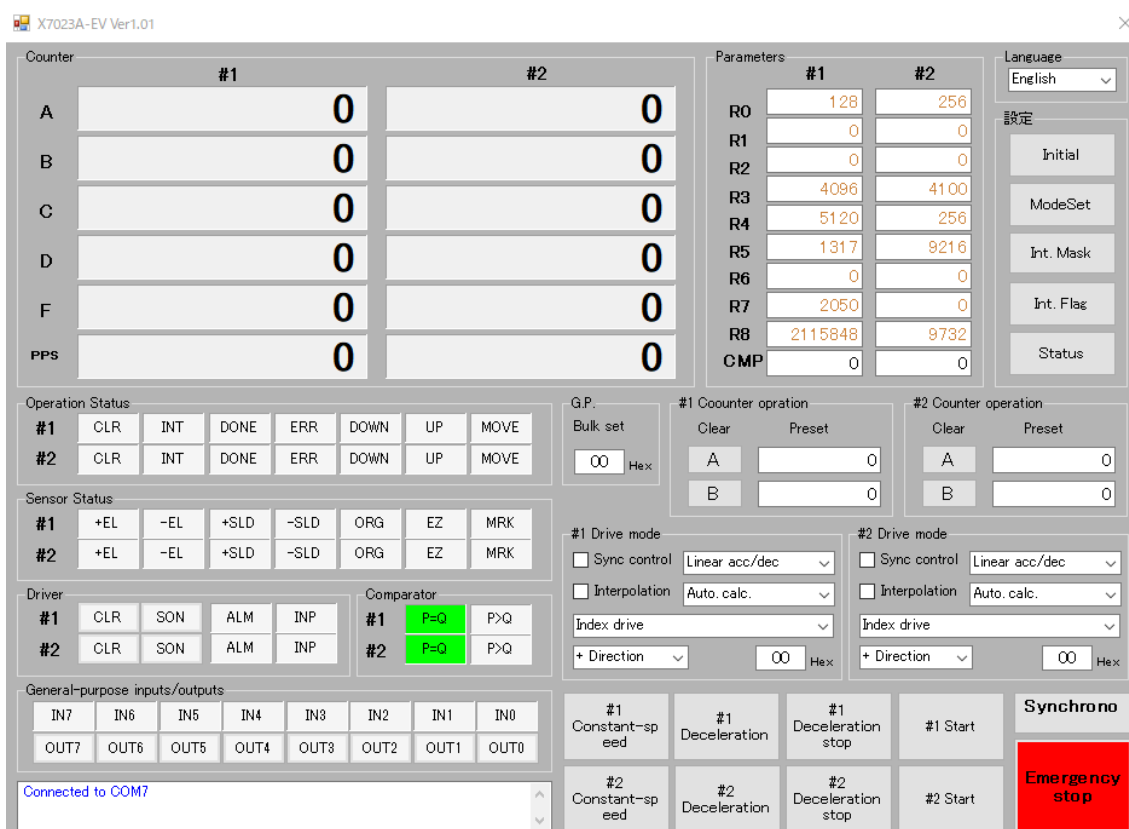 X7023A-EV Ver1.01
Counter
#1 #2
A 0 0
B 0 0
C 0 0
D 0 0
F 0 0
PPS 0 0
Parameters
#1 #2
R0 128 256
R1 0 0
R2 0 0
R3 4096 4100
R4 5120 256
R5 1317 9216
R6 0 0
R7 2050 0
R8 2115848 9732
CMP 0 0
Language
English
設定
Initial
ModeSet
Int. Mask
Int. Flag
Status
Operation Status
#1 CLR INT DONE ERR DOWN UP MOVE
#2 CLR INT DONE ERR DOWN UP MOVE
Sensor Status
#1 +EL -EL +SLD -SLD ORG EZ MRK
#2 +EL -EL +SLD -SLD ORG EZ MRK
Driver
#1 CLR SON ALM INP
#2 CLR SON ALM INP
Comparator
#1 P=Q P>Q
#2 P=Q P>Q
General-purpose inputs/outputs
IN7 IN6 IN5 IN4 IN3 IN2 IN1 IN0
OUT7 OUT6 OUT5 OUT4 OUT3 OUT2 OUT1 OUT0
Connected to COM7
G.P.
Bulk set
00 Hex
#1 Coounter opration
Clear Preset
A 0
B 0
#2 Counter operation
Clear Preset
A 0
B 0
#1 Drive mode
Sync control Linear acc/dec
Interpolation Auto. calc.
Index drive
+ Direction 00 Hex
#2 Drive mode
Sync control Linear acc/dec
Interpolation Auto. calc.
Index drive
+ Direction 00 Hex
#1
Constant-sp
eed
#1
Deceleration
#1
Deceleration
stop
#1 Start
Synchrono
#2
Constant-sp
eed
#2
Deceleration
#2
Deceleration
stop
#2 Start
Emergency
stop